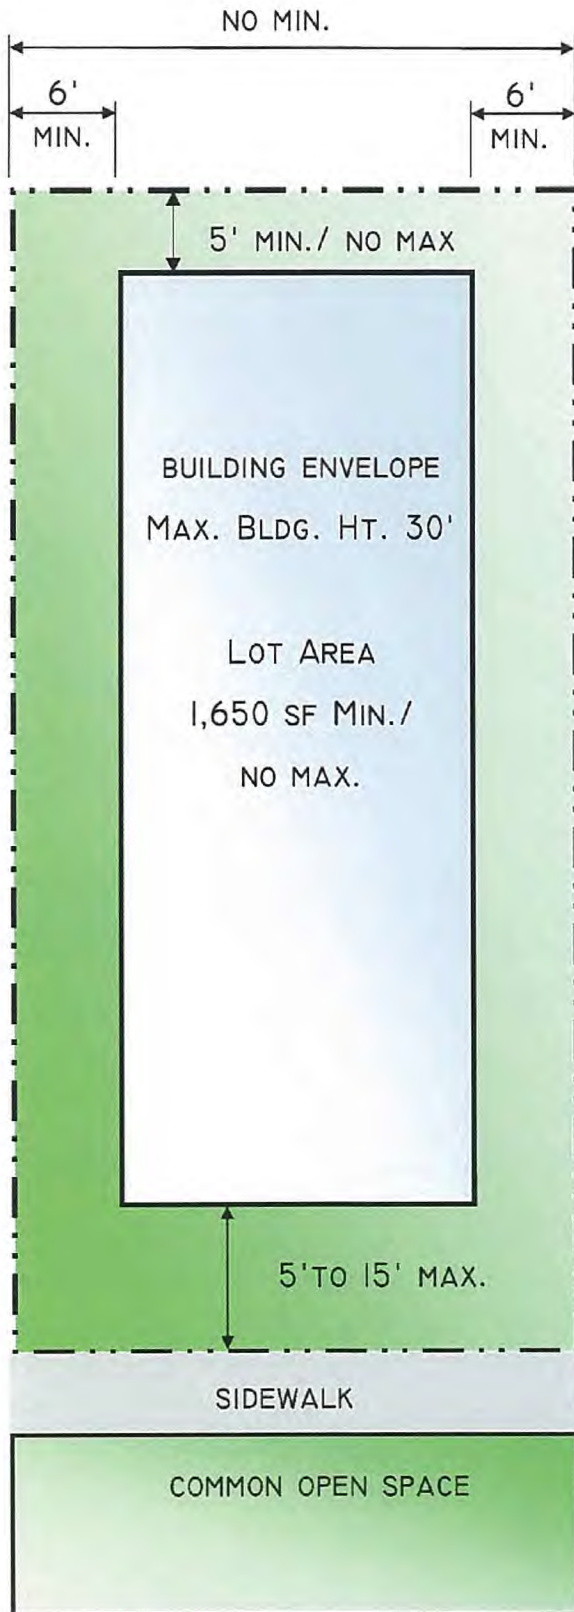 NO MIN.
6'
MIN.
6'
MIN.
5' MIN./ NO MAX
BUILDING ENVELOPE
MAX. BLDG. HT. 30'
LOT AREA
1,650 SF MIN./
NO MAX.
5'TO 15' MAX.
SIDEWALK
COMMON OPEN SPACE